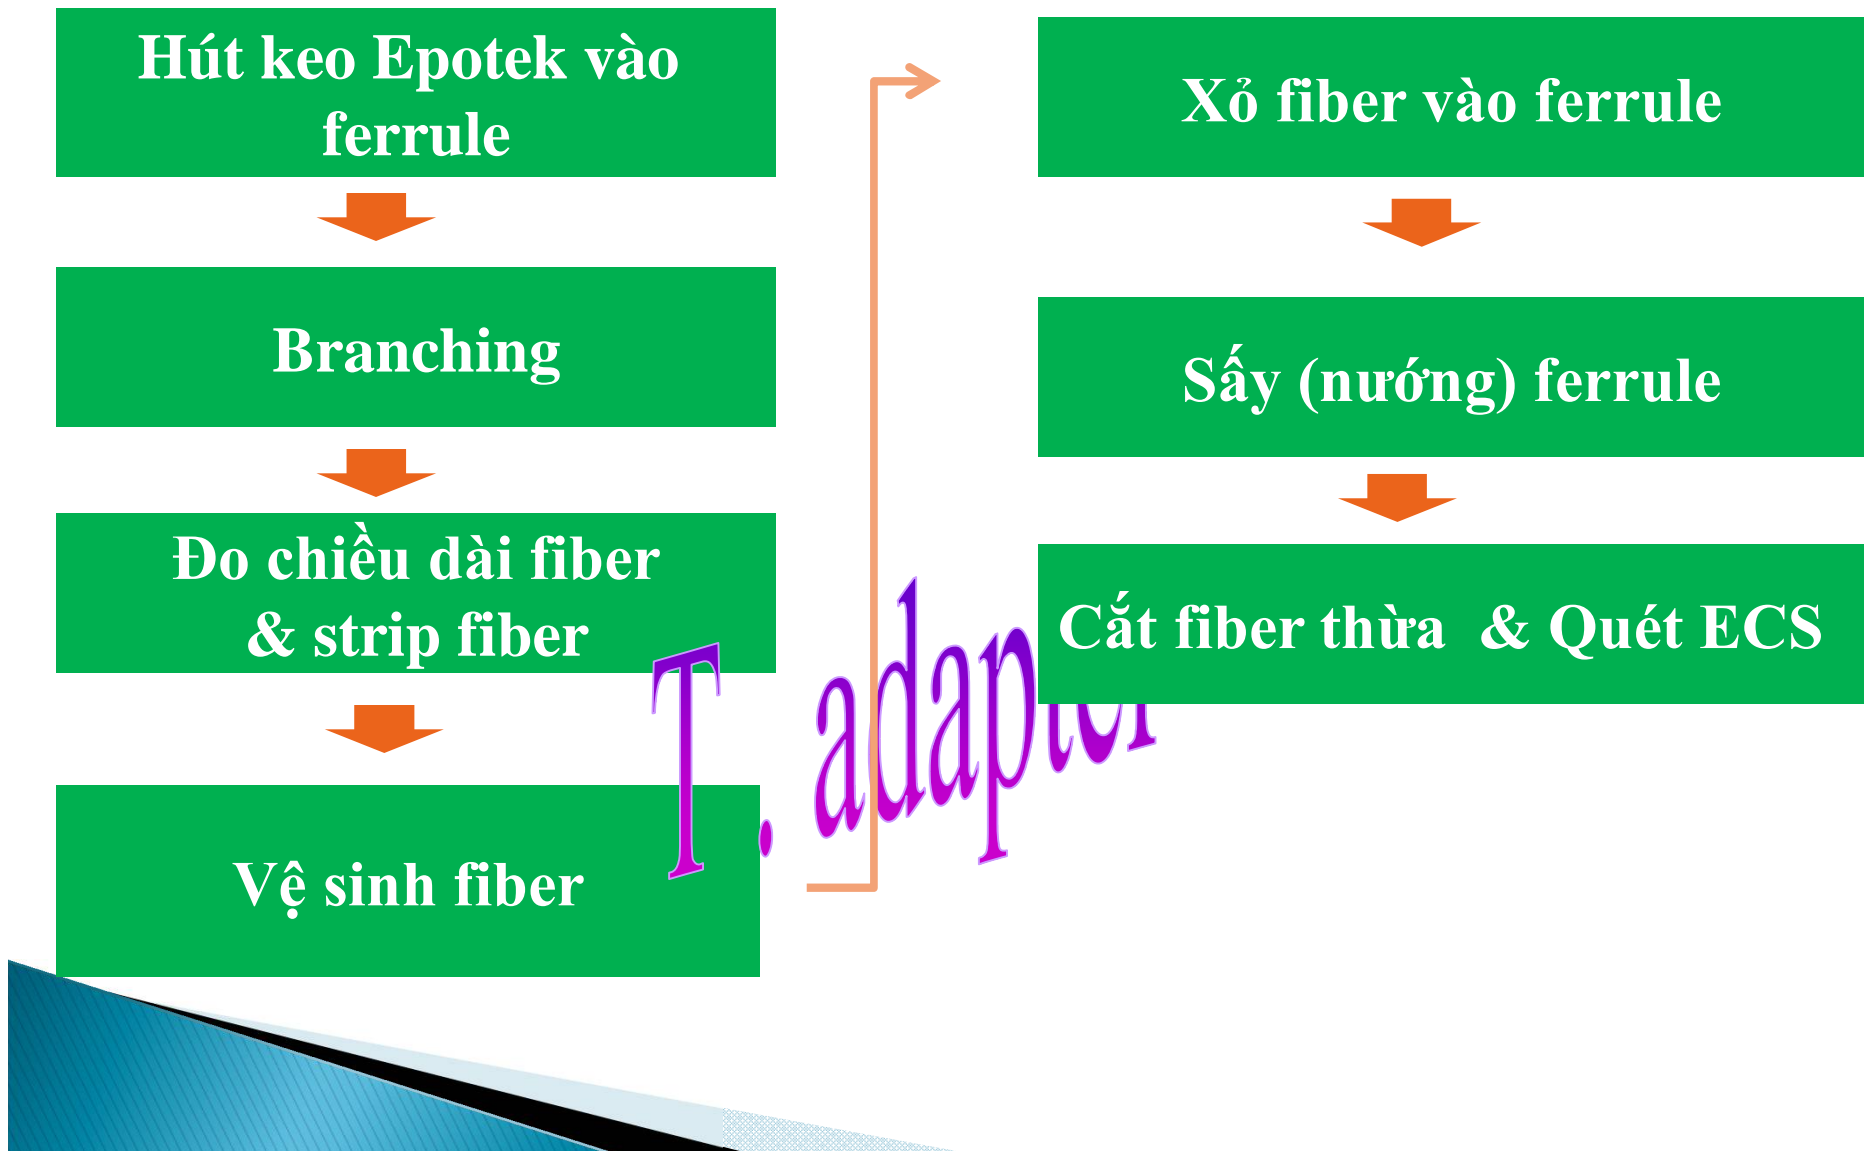 Hút keo Epotek vào
ferrule
Branching
Đo chiều dài fiber
& strip fiber
Vệ sinh fiber
Xỏ fiber vào ferrule
Sấy (nướng) ferrule
Cắt fiber thừa & Quét ECS
T. adapter